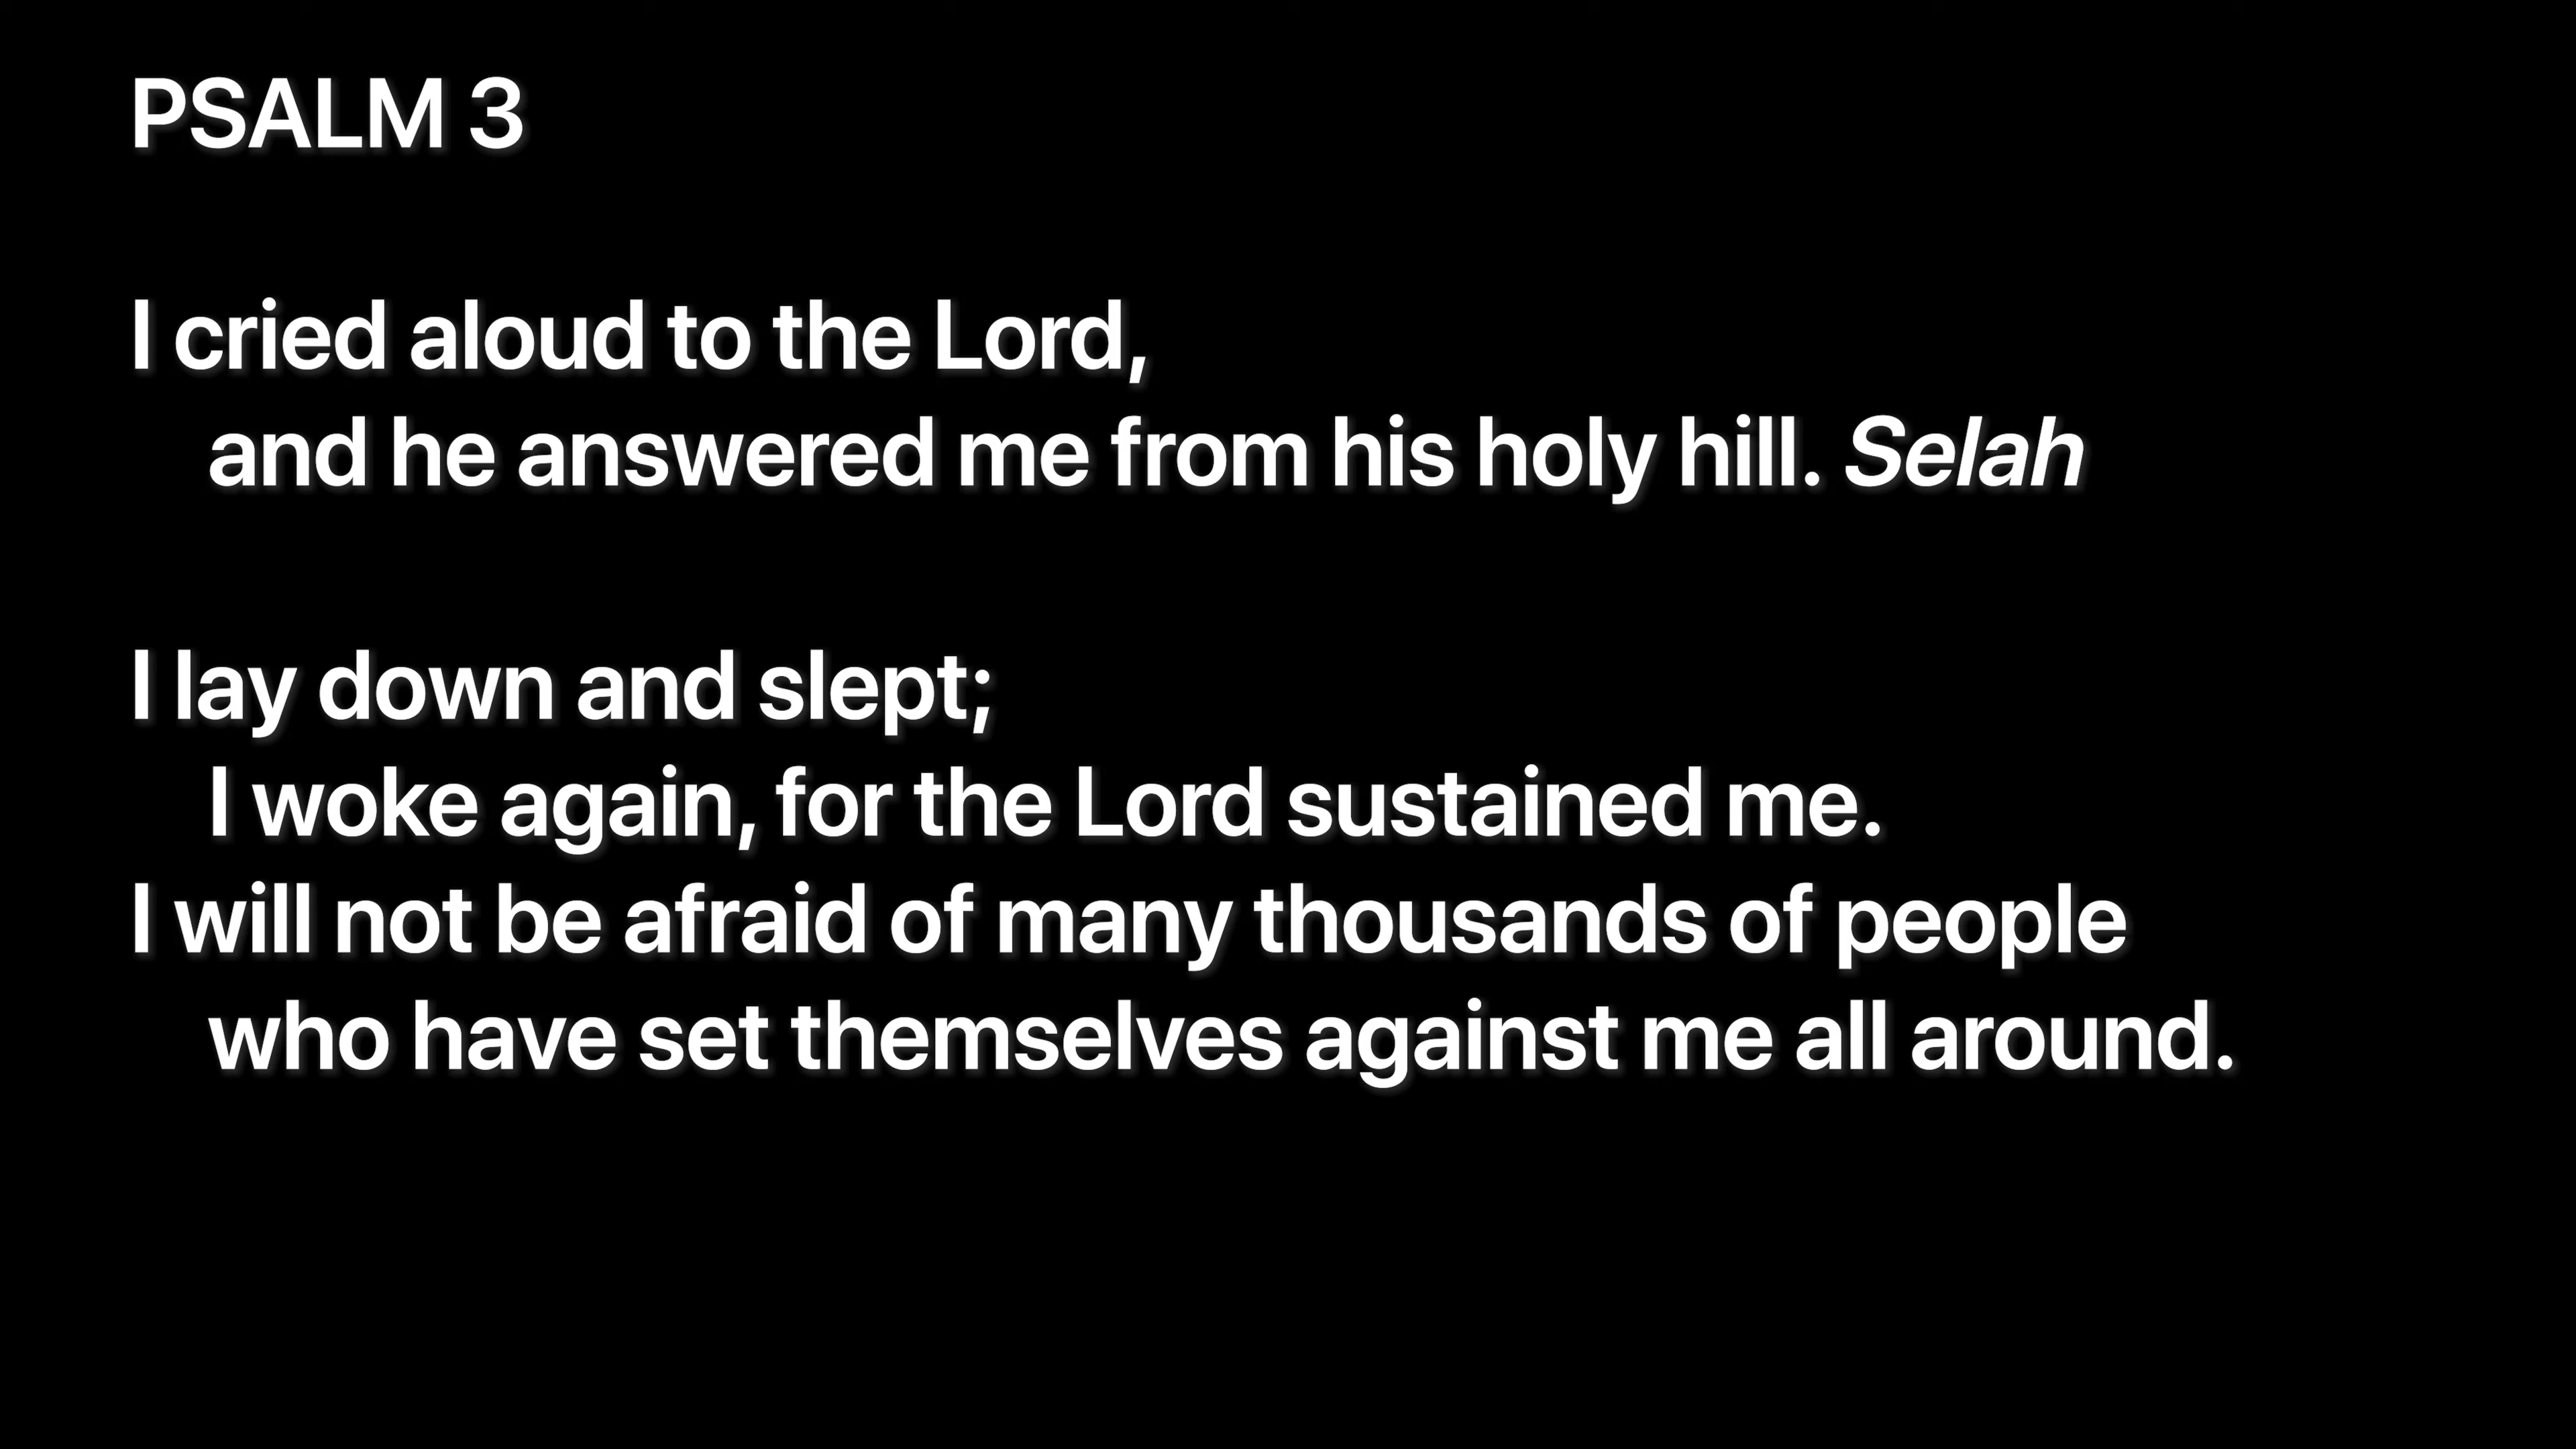 PSALM 3
I cried aloud to the Lord,
and he answered me from his holy hill. Selah
I lay down and slept;
I woke again, for the Lord sustained me.
I will not be afraid of many thousands of people
who have set themselves against me all around.